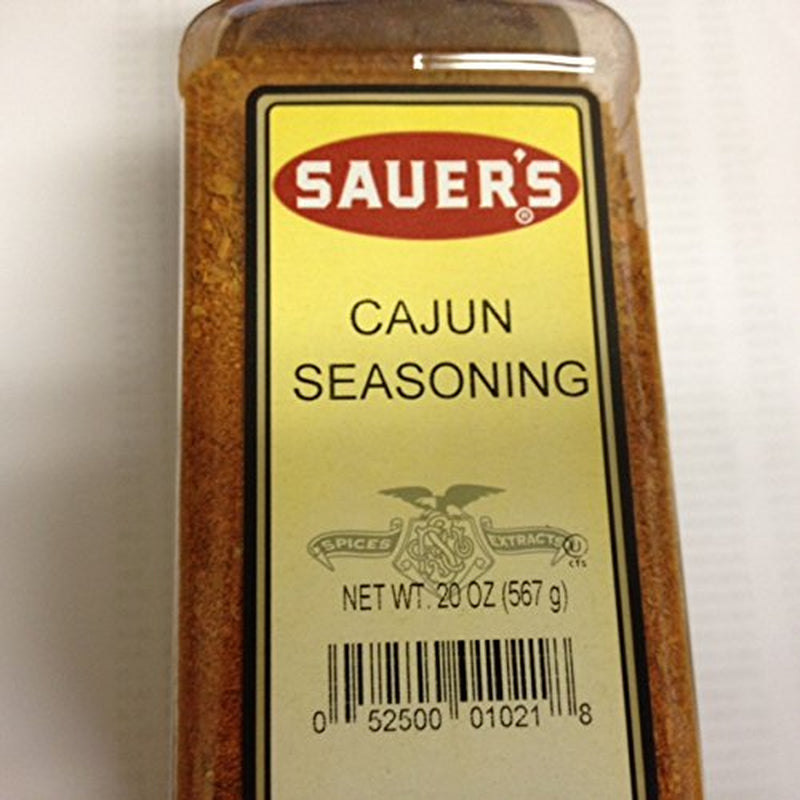 SAUER'S ®
CAJUN
SEASONING
SPICES EXTRACTS U
NET WT. 20 OZ (567 g)
0 52500 01021 8